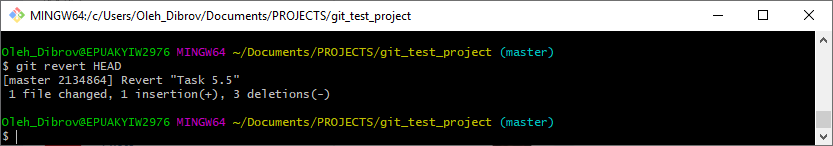 MINGW64:/c/Users/Oleh_Dibrov/Documents/PROJECTS/git_test_project
Oleh_Dibrov@EPUAKYIW2976 MINGW64 ~/Documents/PROJECTS/git_test_project (master)
$ git revert HEAD
[master 2134864] Revert "Task 5.5"
1 file changed, 1 insertion(+), 3 deletions(-)
Oleh_Dibrov@EPUAKYIW2976 MINGW64 ~/Documents/PROJECTS/git_test_project (master)
$